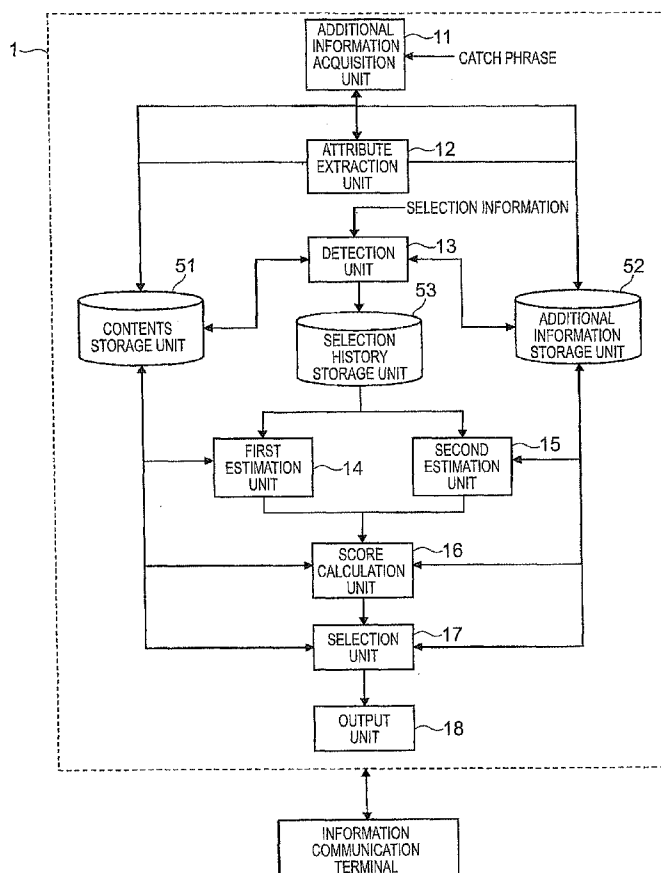 1
ADDITIONAL
INFORMATION
ACQUISITION
UNIT
11
CATCH PHRASE
ATTRIBUTE
EXTRACTION
UNIT
12
SELECTION INFORMATION
DETECTION
UNIT
13
51
CONTENTS
STORAGE UNIT
53
SELECTION
HISTORY
STORAGE UNIT
52
ADDITIONAL
INFORMATION
STORAGE UNIT
FIRST
ESTIMATION
UNIT
14
SECOND
ESTIMATION
UNIT
15
SCORE
CALCULATION
UNIT
16
SELECTION
UNIT
17
OUTPUT
UNIT
18
INFORMATION
COMMUNICATION
TERMINAL